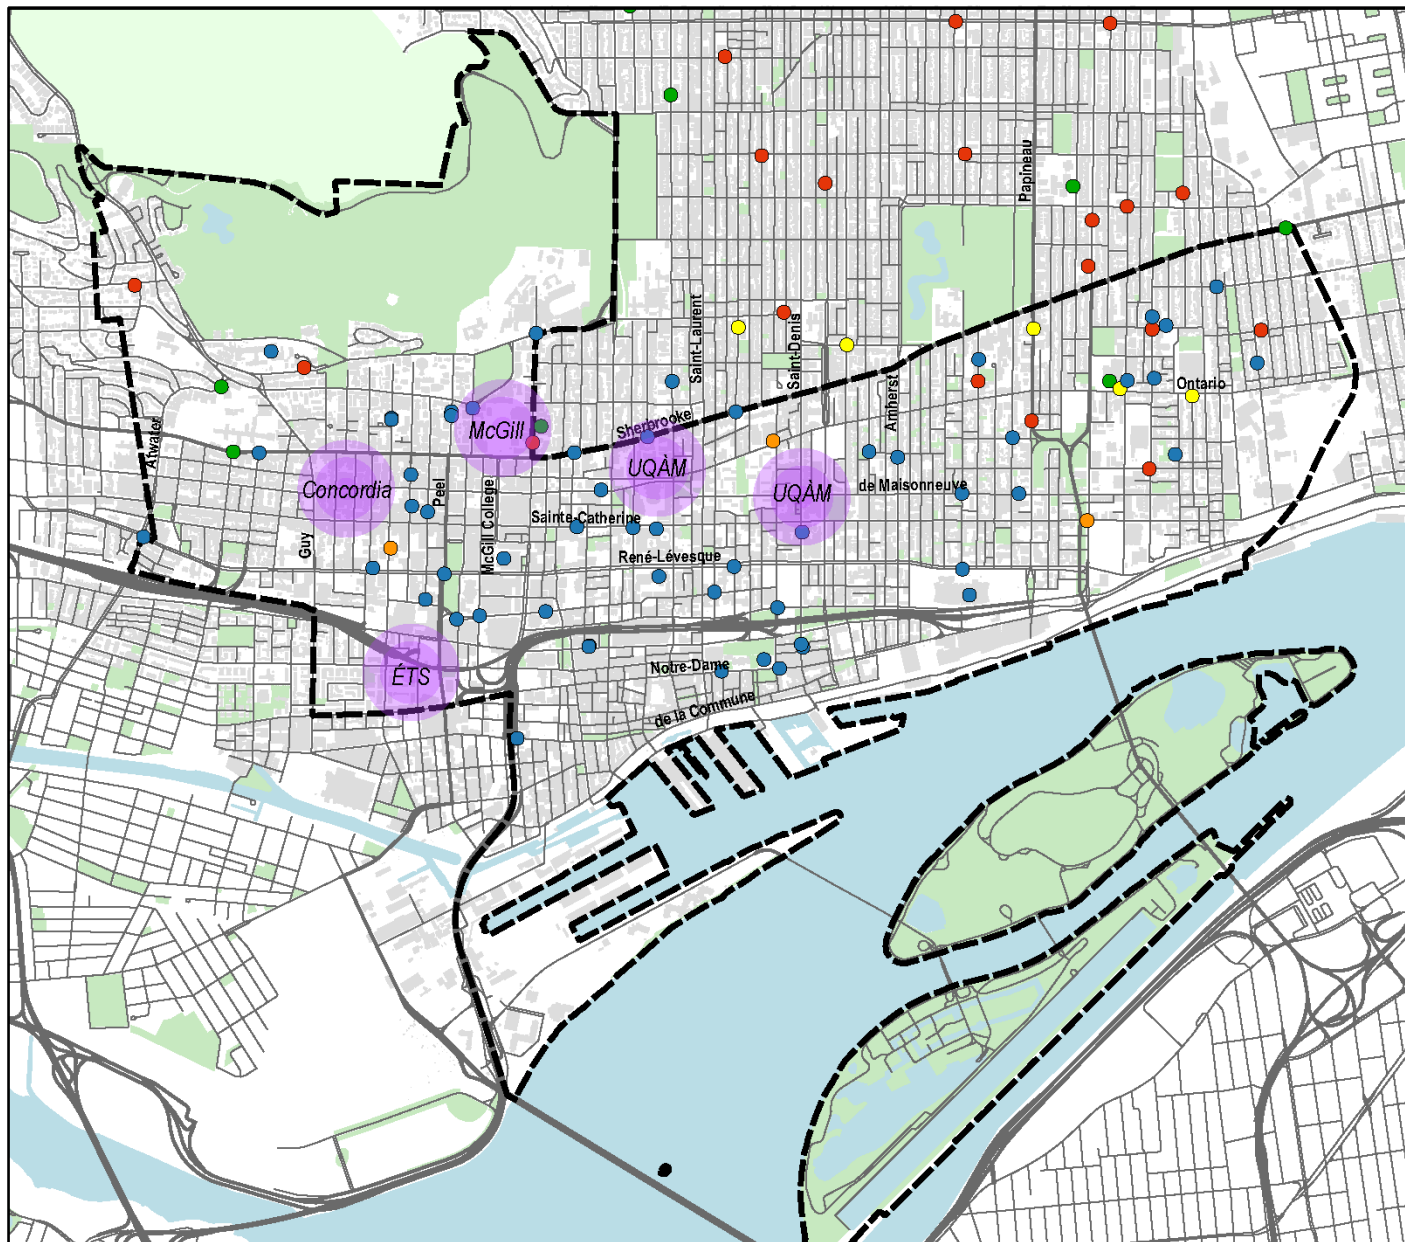 Papineau
Saint-Laurent
Saint-Denis
Amherst
Ontario
Atwater
McGill
Sherbrooke
UQÀM
Concordia
Peel
McGill College
UQÀM
de Maisonneuve
Sainte-Catherine
Guy
René-Lévesque
ÉTS
Notre-Dame
de la Commune